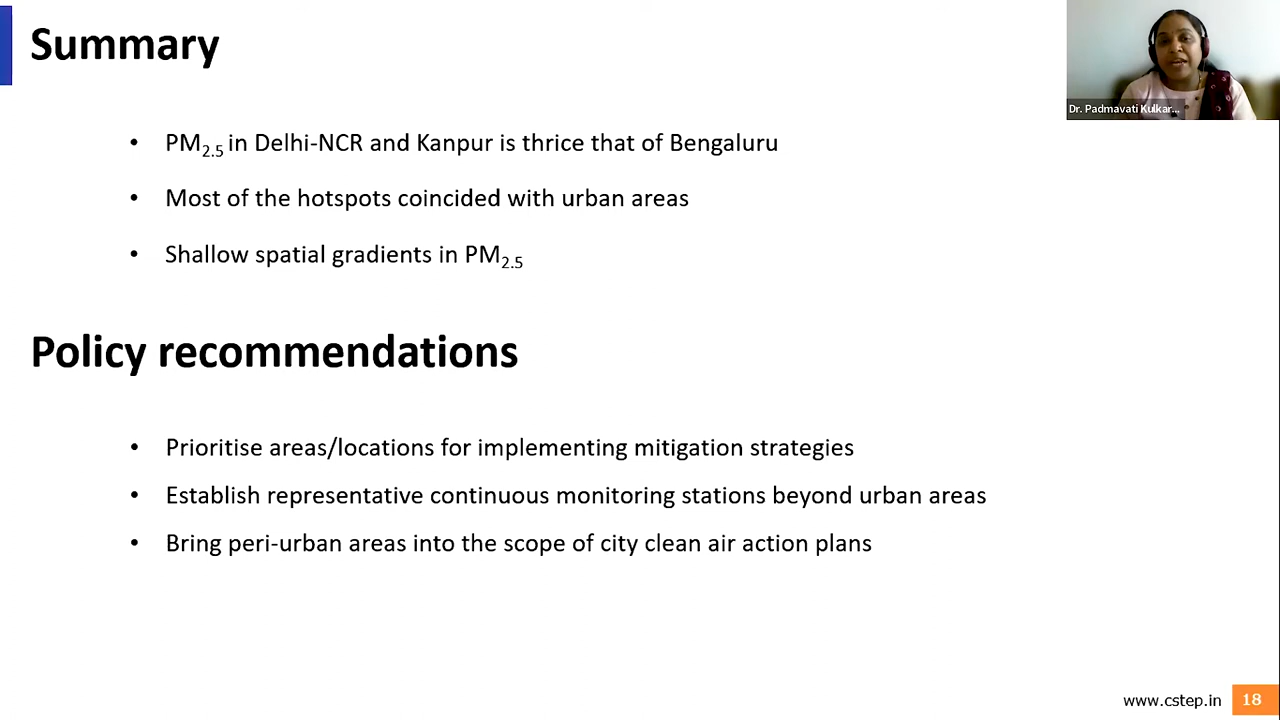 Summary
Dr. Padmavati Kulkar...
• PM2.5 in Delhi-NCR and Kanpur is thrice that of Bengaluru
• Most of the hotspots coincided with urban areas
• Shallow spatial gradients in PM2.5
Policy recommendations
• Prioritise areas/locations for implementing mitigation strategies
• Establish representative continuous monitoring stations beyond urban areas
• Bring peri-urban areas into the scope of city clean air action plans
www.cstep.in 18